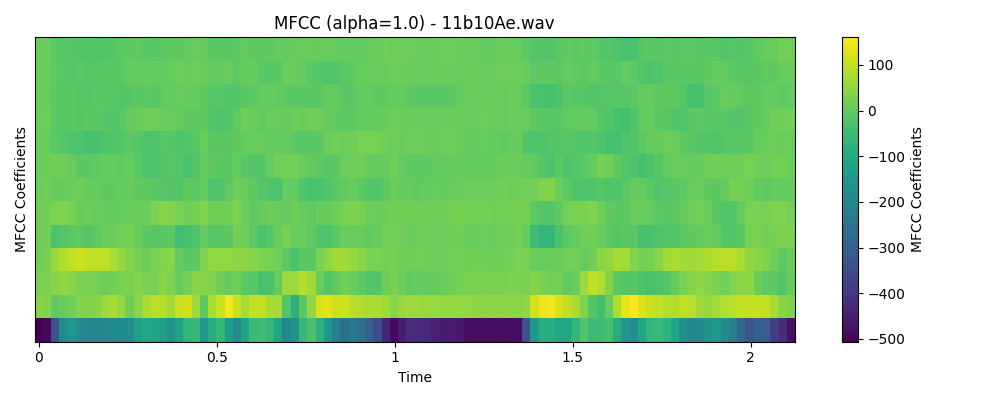 MFCC (alpha=1.0) - 11b10Ae.wav
MFCC Coefficients
0 0.5 1 1.5 2
Time
100
0
−100
−200
−300
−400
−500
MFCC Coefficients